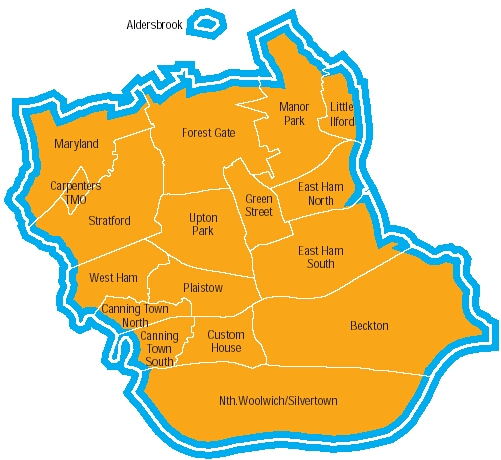 Aldersbrook
Manor
Park
Little
Ilford
Forest Gate
Maryland
Carpenters
TMO
East Ham
North
Green
Street
Stratford
Upton
Park
East Ham
South
West Ham
Plaistow
Canning Town
North
Beckton
Canning
Town
South
Custom
House
Nth.Woolwich/Silvertown